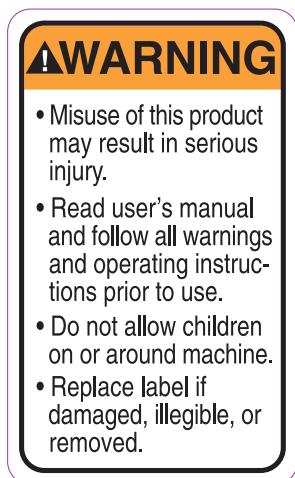 WARNING
• Misuse of this product
may result in serious
injury.
• Read user's manual
and follow all warnings
and operating instruc-
tions prior to use.
• Do not allow children
on or around machine.
• Replace label if
damaged, illegible, or
removed.